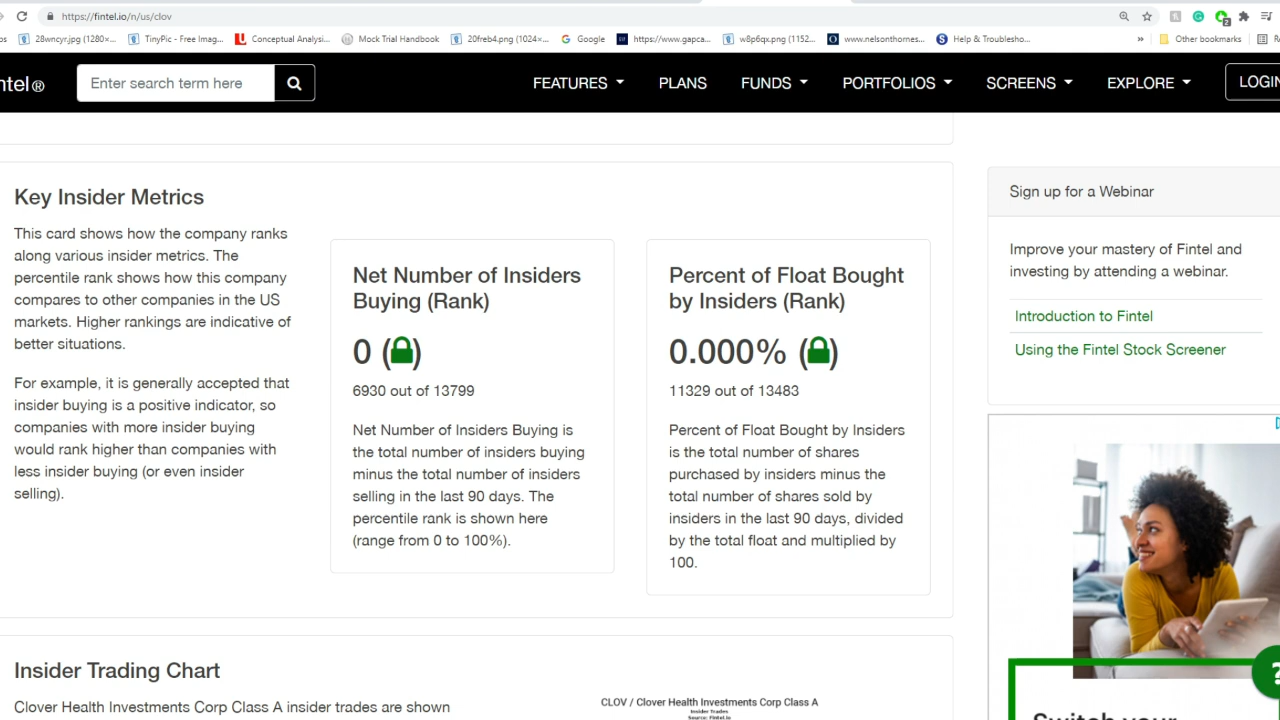 https://fintel.io/n/us/clov
28wncyr.jpg (1280×...
TinyPic - Free Imag...
Conceptual Analysi...
Mock Trial Handbook
20freb4.png (1024×...
Google
https://www.gapca...
w8p6qx.png (1152...
www.nelsonthornes...
Help & Troublesho...
»
Other bookmarks
ntel®
Enter search term here
FEATURES
PLANS
FUNDS
PORTFOLIOS
SCREENS
EXPLORE
LOGIN
Key Insider Metrics
This card shows how the company ranks
along various insider metrics. The
percentile rank shows how this company
compares to other companies in the US
markets. Higher rankings are indicative of
better situations.
For example, it is generally accepted that
insider buying is a positive indicator, so
companies with more insider buying
would rank higher than companies with
less insider buying (or even insider
selling).
Net Number of Insiders
Buying (Rank)
0 ( )
6930 out of 13799
Net Number of Insiders Buying is
the total number of insiders buying
minus the total number of insiders
selling in the last 90 days. The
percentile rank is shown here
(range from 0 to 100%).
Percent of Float Bought
by Insiders (Rank)
0.000% ( )
11329 out of 13483
Percent of Float Bought by Insiders
is the total number of shares
purchased by insiders minus the
total number of shares sold by
insiders in the last 90 days, divided
by the total float and multiplied by
100.
Sign up for a Webinar
Improve your mastery of Fintel and
investing by attending a webinar.
Introduction to Fintel
Using the Fintel Stock Screener
?
Switch your
Insider Trading Chart
Clover Health Investments Corp Class A insider trades are shown
CLOV / Clover Health Investments Corp Class A
Insider Trades
Source: Fintel.io